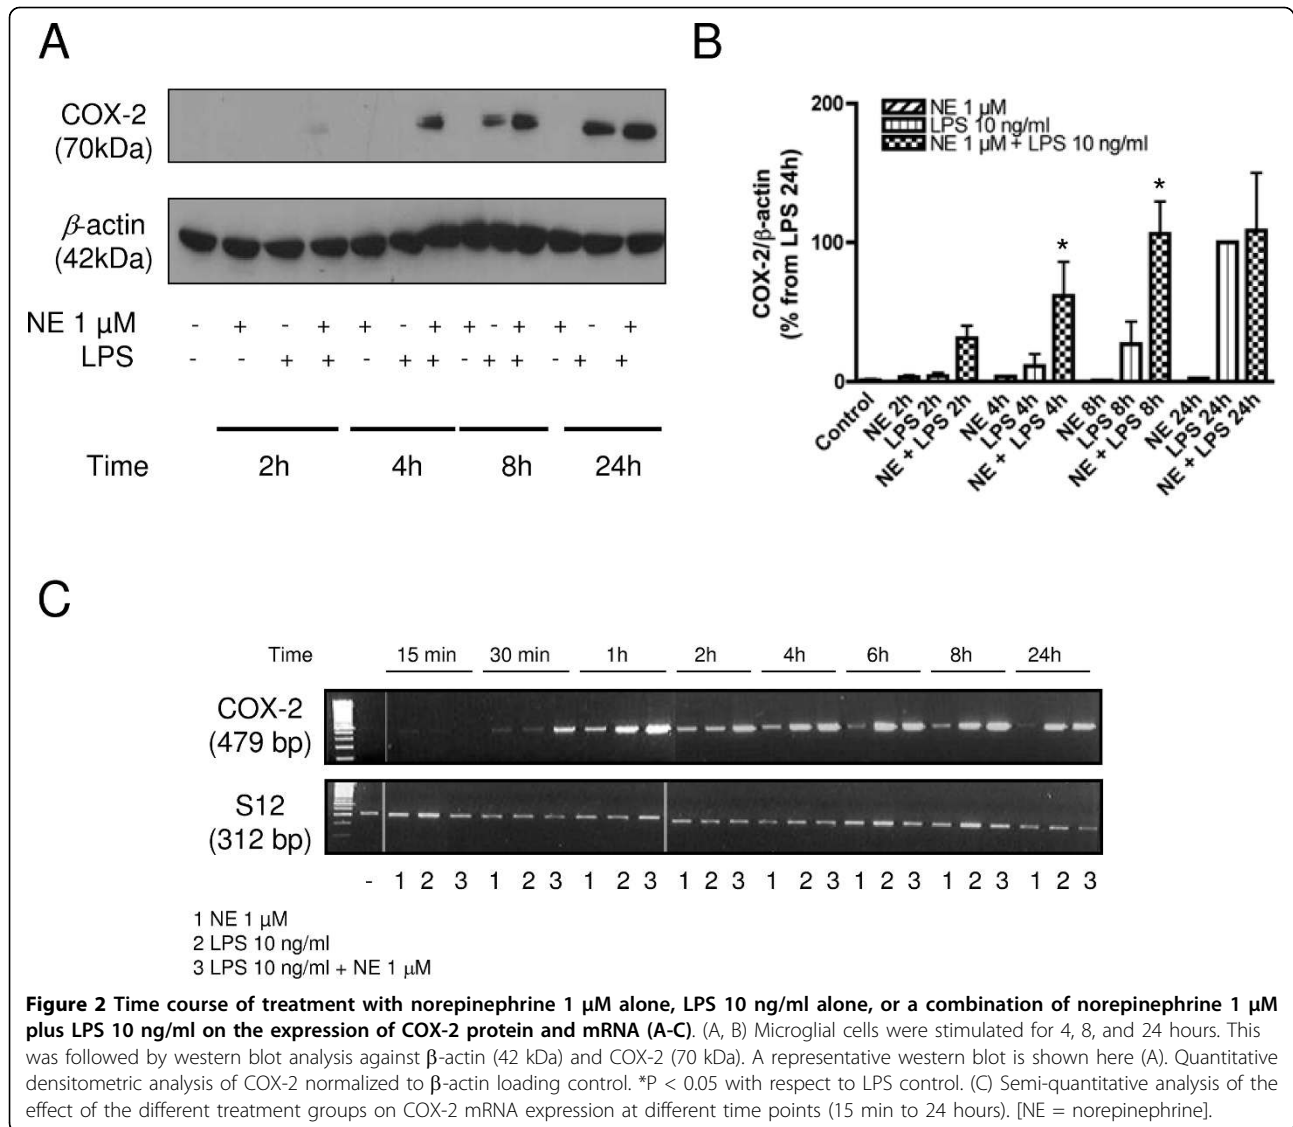 A
COX-2
(70kDa)
β-actin
(42kDa)
NE 1 µM - + - + + - + + - + + - +
LPS - - + + - + + - + + - + +
Time 2h 4h 8h 24h
B
COX-2/β-actin
(% from LPS 24h)
200
100
0
NE 1 µM
LPS 10 ng/ml
NE 1 µM + LPS 10 ng/ml
*
*
Control
NE 2h
LPS 2h
NE + LPS 2h
NE 4h
LPS 4h
NE + LPS 4h
NE 8h
LPS 8h
NE + LPS 8h
NE 24h
LPS 24h
NE + LPS 24h
C
Time 15 min 30 min 1h 2h 4h 6h 8h 24h
COX-2
(479 bp)
S12
(312 bp)
- 1 2 3 1 2 3 1 2 3 1 2 3 1 2 3 1 2 3 1 2 3 1 2 3
1 NE 1 µM
2 LPS 10 ng/ml
3 LPS 10 ng/ml + NE 1 µM
Figure 2 Time course of treatment with norepinephrine 1 µM alone, LPS 10 ng/ml alone, or a combination of norepinephrine 1 µM
plus LPS 10 ng/ml on the expression of COX-2 protein and mRNA (A-C). (A, B) Microglial cells were stimulated for 4, 8, and 24 hours. This
was followed by western blot analysis against β-actin (42 kDa) and COX-2 (70 kDa). A representative western blot is shown here (A). Quantitative
densitometric analysis of COX-2 normalized to β-actin loading control. *P < 0.05 with respect to LPS control. (C) Semi-quantitative analysis of the
effect of the different treatment groups on COX-2 mRNA expression at different time points (15 min to 24 hours). [NE = norepinephrine].